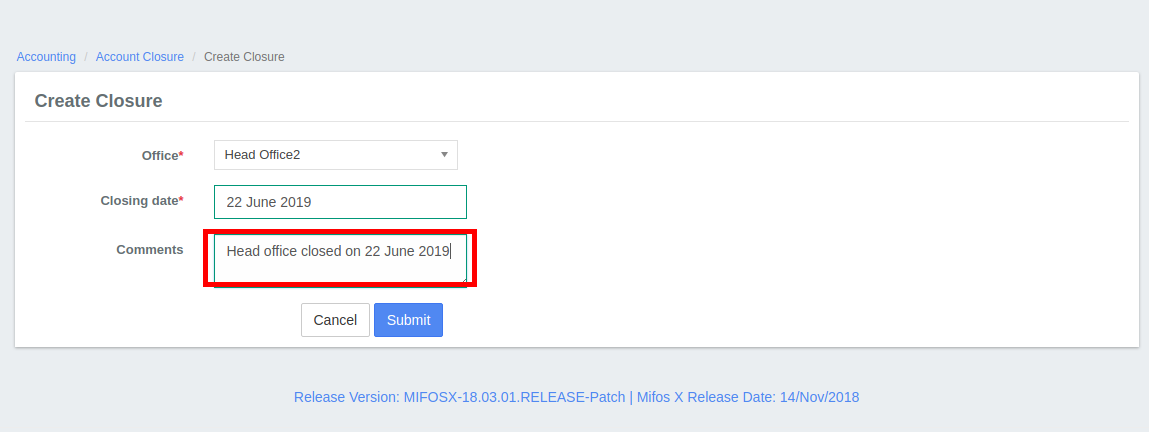 Accounting / Account Closure / Create Closure
Create Closure
Office* Head Office2
Closing date* 22 June 2019
Comments Head office closed on 22 June 2019
Cancel Submit
Release Version: MIFOSX-18.03.01.RELEASE-Patch | Mifos X Release Date: 14/Nov/2018